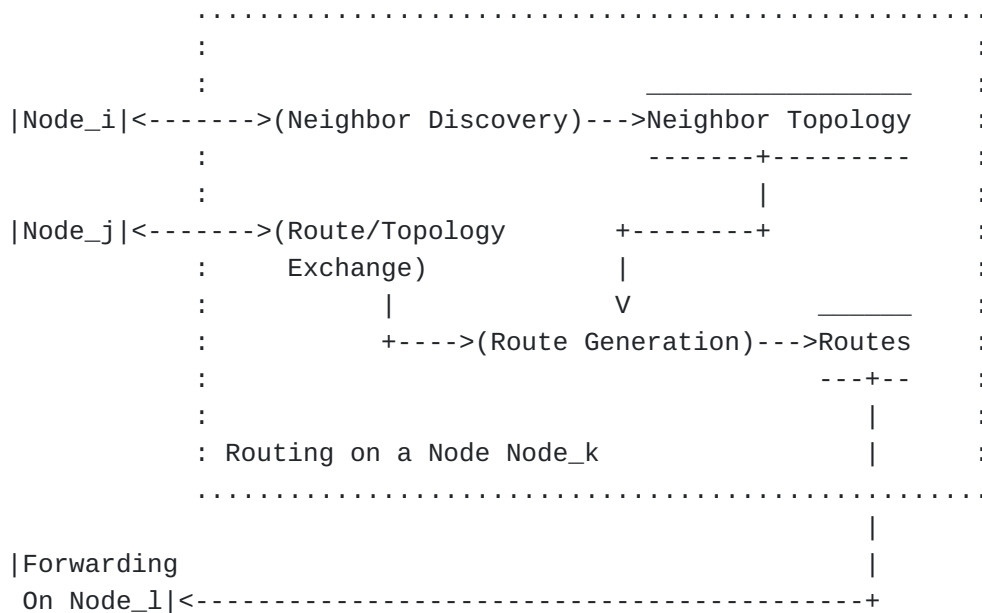 |Node_i|<------->(Neighbor Discovery)--->Neighbor Topology
|Node_j|<------->(Route/Topology
Exchange)
V
+---->(Route Generation)--->Routes
: Routing on a Node Node_k
|Forwarding
On Node_l|<-------------------------------------------+